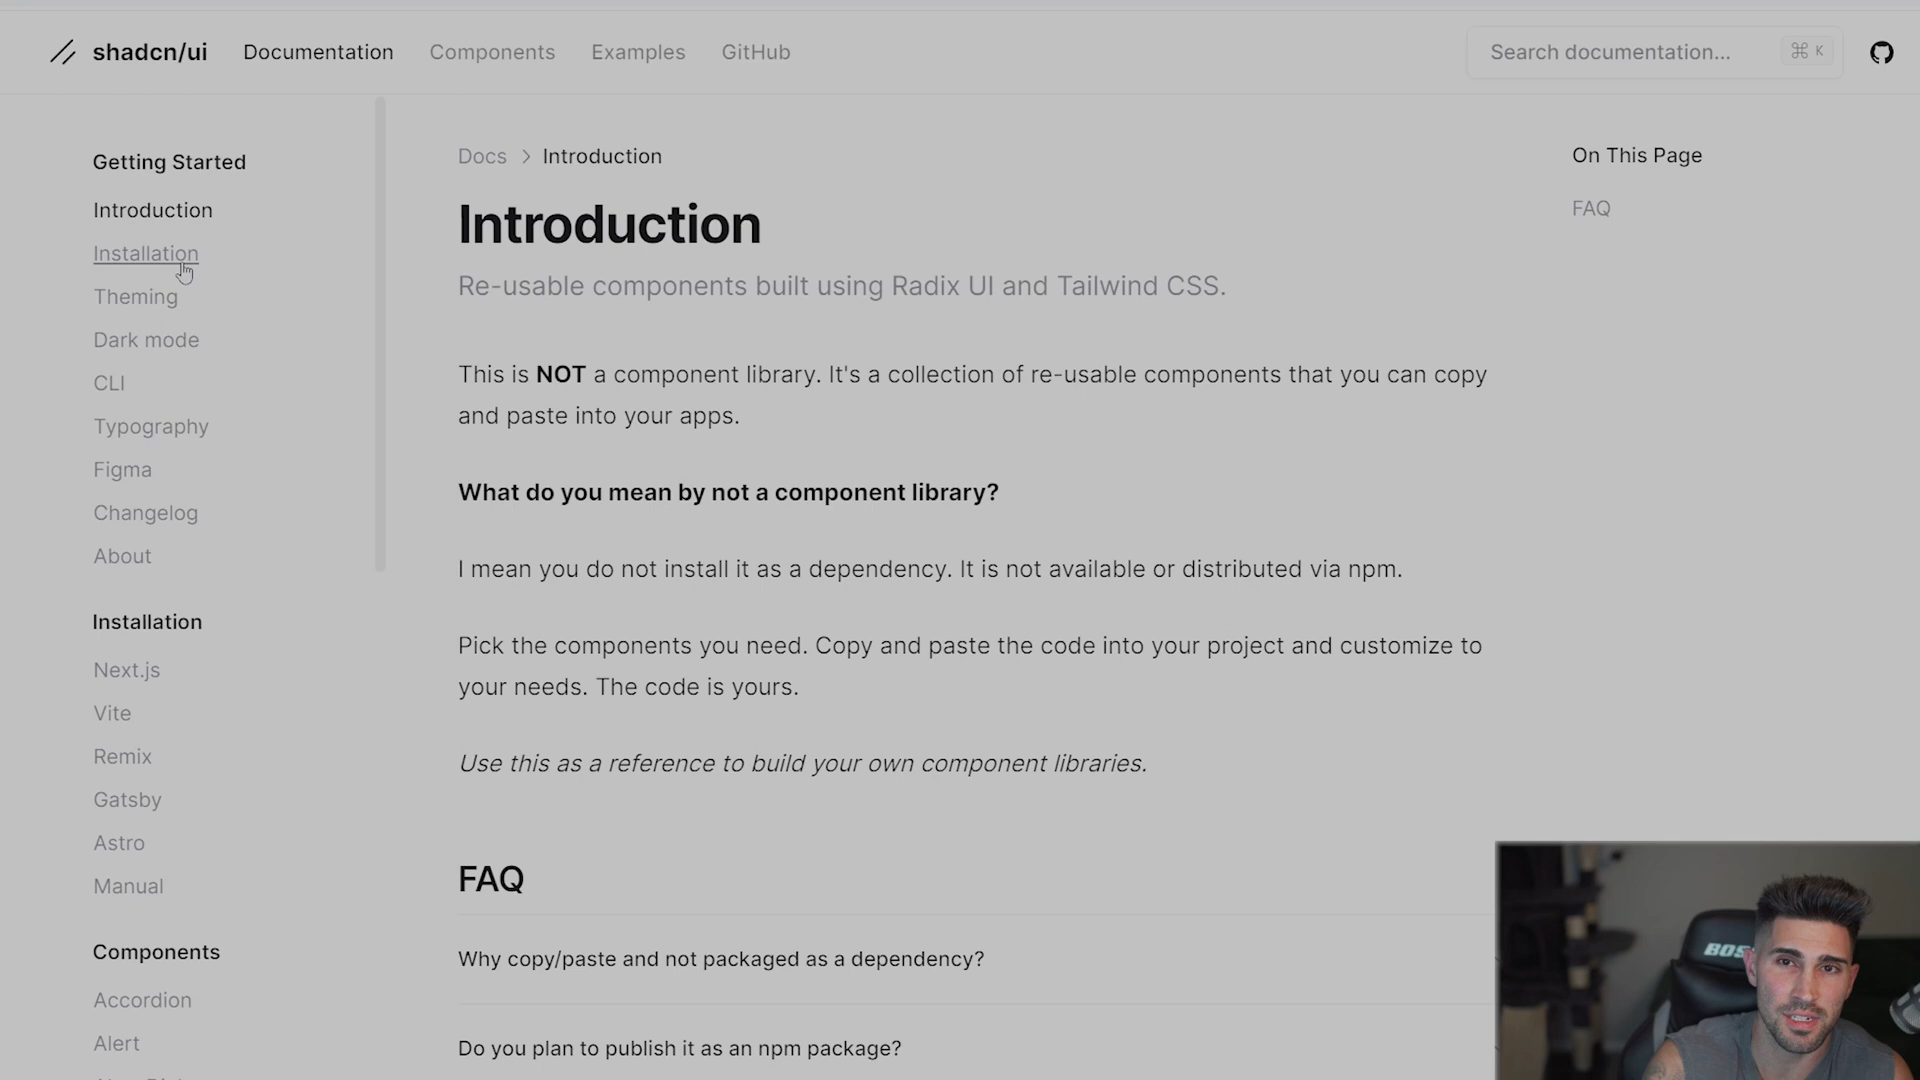 shadcn/ui
Documentation
Components
Examples
GitHub
Search documentation...
⌘ K
Getting Started
Introduction
Installation
Theming
Dark mode
CLI
Typography
Figma
Changelog
About
Installation
Next.js
Vite
Remix
Gatsby
Astro
Manual
Components
Accordion
Alert
Docs > Introduction
Introduction
Re-usable components built using Radix UI and Tailwind CSS.
This is NOT a component library. It's a collection of re-usable components that you can copy
and paste into your apps.
What do you mean by not a component library?
I mean you do not install it as a dependency. It is not available or distributed via npm.
Pick the components you need. Copy and paste the code into your project and customize to
your needs. The code is yours.
Use this as a reference to build your own component libraries.
FAQ
Why copy/paste and not packaged as a dependency?
Do you plan to publish it as an npm package?
On This Page
FAQ